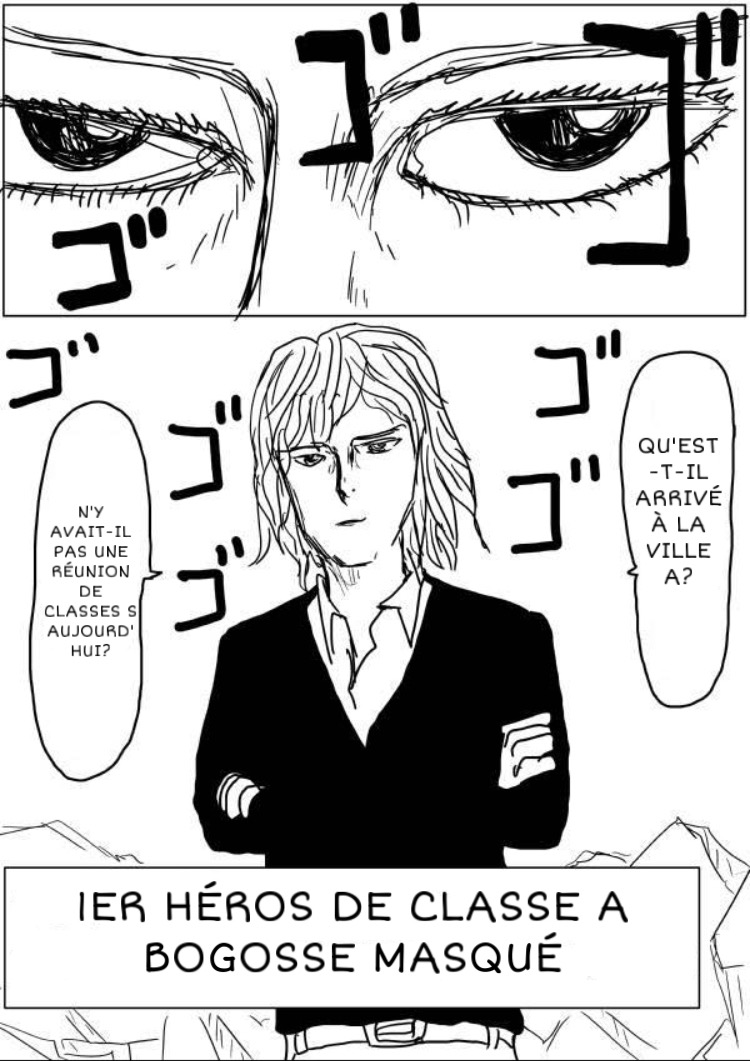 ゴ
ゴ
ゴ
ゴ
ゴ
ゴ
ゴ
ゴ
ゴ
QU'EST
-T-IL
ARRIVÉ
À LA
VILLE
A?
N'Y
AVAIT-IL
PAS UNE
RÉUNION
DE
CLASSES S
AUJOURD'
HUI?
1ER HÉROS DE CLASSE A
BOGOSSE MASQUÉ